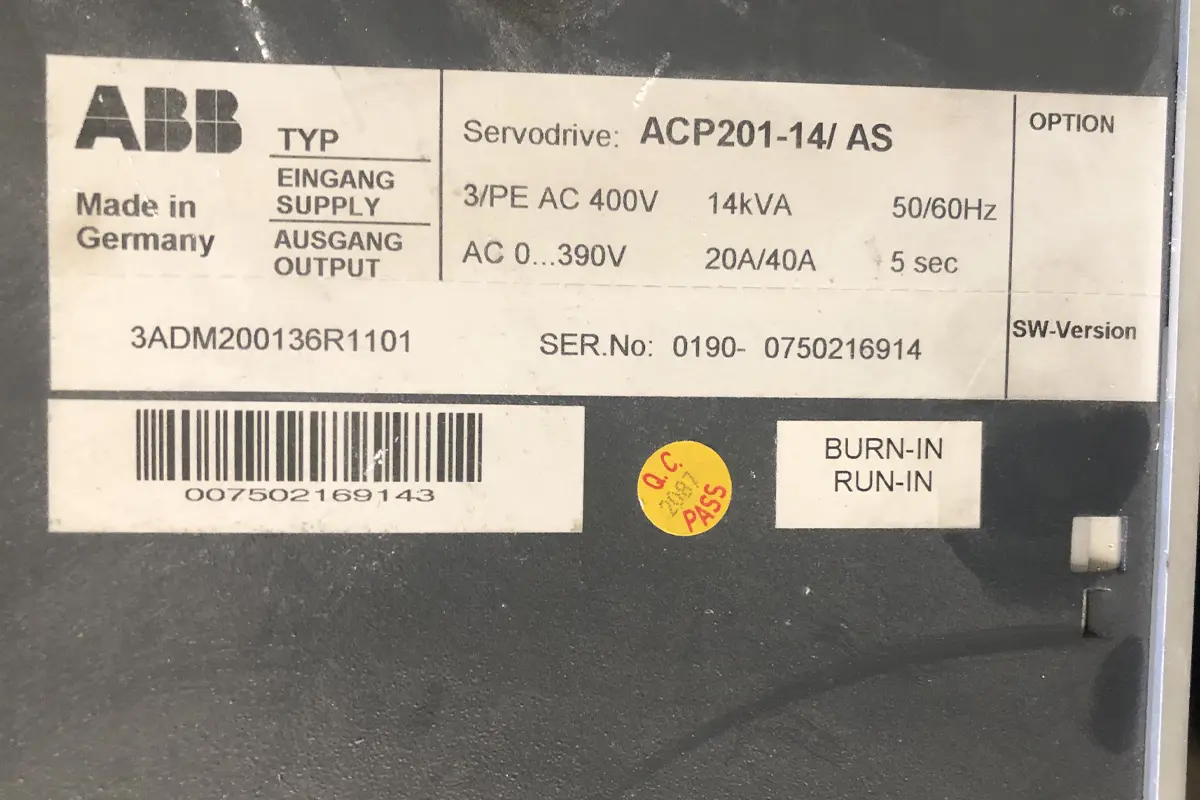 ABB
Made in
Germany
TYP
EINGANG
SUPPLY
AUSGANG
OUTPUT
Servodrive: ACP201-14/ AS
3/PE AC 400V 14kVA 50/60Hz
AC 0...390V 20A/40A 5 sec
OPTION
3ADM200136R1101 SER.No: 0190- 0750216914
SW-Version
007502169143
Q.C.
2087
PASS
BURN-IN
RUN-IN